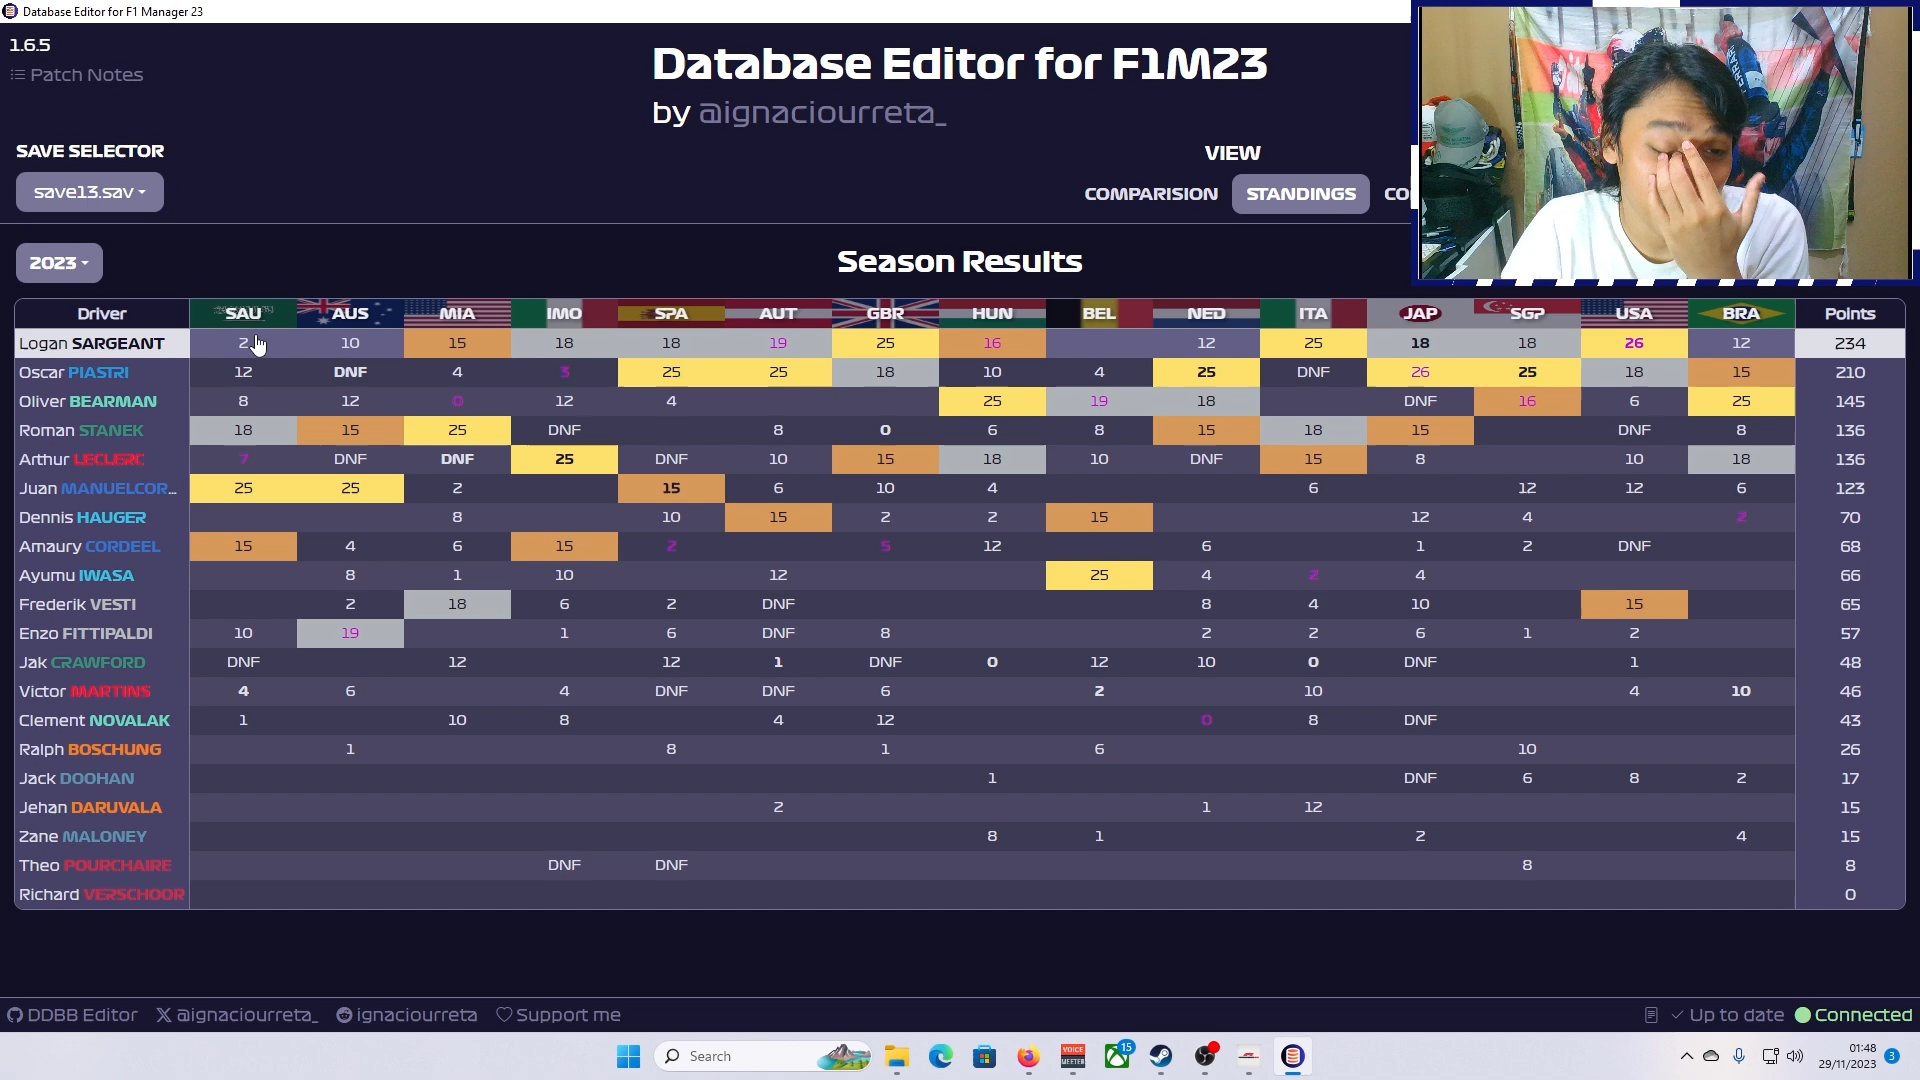 Database Editor for F1 Manager 23
1.6.5
Patch Notes
Database Editor for F1M23
by @ignaciourreta_
SAVE SELECTOR
save13.sav
VIEW
COMPARISION STANDINGS CO
2023
Season Results
Driver SAU AUS MIA IMO SPA AUT GBR HUN BEL NED ITA JAP SGP USA BRA Points
Logan SARGEANT 2 10 15 18 18 19 25 16 12 25 18 18 26 12 234
Oscar PIASTRI 12 DNF 4 3 25 25 18 10 4 25 DNF 26 25 18 15 210
Oliver BEARMAN 8 12 0 12 4 25 19 18 DNF 16 6 25 145
Roman STANEK 18 15 25 DNF 8 0 6 8 15 18 15 DNF 8 136
Arthur LECLERC 7 DNF DNF 25 DNF 10 15 18 10 DNF 15 8 10 18 136
Juan MANUELCOR... 25 25 2 15 6 10 4 6 12 12 6 123
Dennis HAUGER 8 10 15 2 2 15 12 4 2 70
Amaury CORDEEL 15 4 6 15 2 5 12 6 1 2 DNF 68
Ayumu IWASA 8 1 10 12 25 4 2 4 66
Frederik VESTI 2 18 6 2 DNF 8 4 10 15 65
Enzo FITTIPALDI 10 19 1 6 DNF 8 2 2 6 1 2 57
Jak CRAWFORD DNF 12 12 1 DNF 0 12 10 0 DNF 1 48
Victor MARTINS 4 6 4 DNF DNF 6 2 10 4 10 46
Clement NOVALAK 1 10 8 4 12 0 8 DNF 43
Ralph BOSCHUNG 1 8 1 6 10 26
Jack DOOHAN 1 DNF 6 8 2 17
Jehan DARUVALA 2 1 12 15
Zane MALONEY 8 1 2 4 15
Theo POURCHAIRE DNF DNF 8 8
Richard VERSCHOOR 0
DDBB Editor @ignaciourreta_ ignaciourreta Support me
Up to date Connected
Search
VOICE MEETER
15
01:48
29/11/2023
3